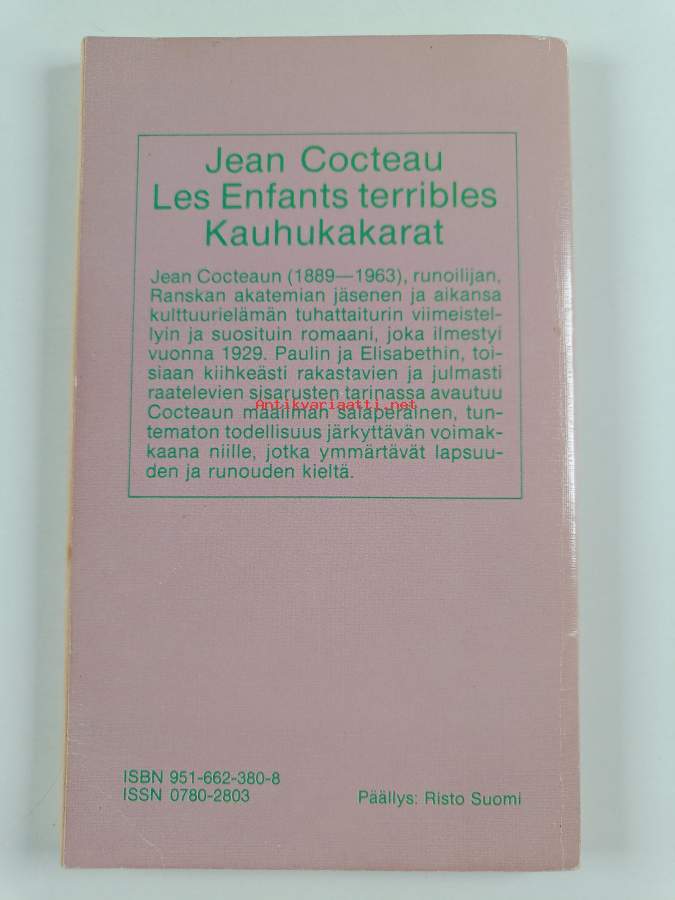 Jean Cocteau
Les Enfants terribles
Kauhukakarat
Jean Cocteaun (1889—1963), runoilijan,
Ranskan akatemian jäsenen ja aikansa
kulttuurielämän tuhattaiturin viimeistel-
lyin ja suosituin romaani, joka ilmestyi
vuonna 1929. Paulin ja Elisabethin, toi-
siaan kiihkeästi rakastavien ja julmasti
raatelevien sisarusten tarinassa avautuu
Antikvariaatti.net
Cocteaun maailman salaperäinen, tun-
tematon todellisuus järkyttävän voimak-
kaana niille, jotka ymmärtävät lapsuu-
den ja runouden kieltä.
ISBN 951-662-380-8
ISSN 0780-2803
Päällys: Risto Suomi